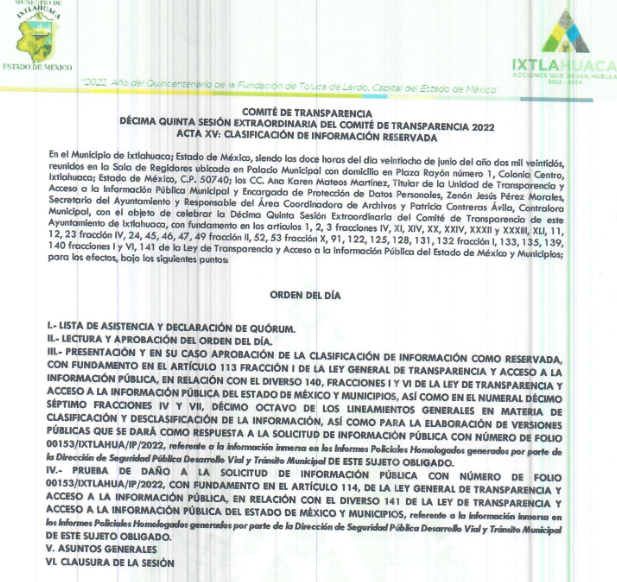 MUNICIPIO DE
IXTLAHUACA
ESTADO DE MÉXICO
IXTLAHUACA
ACCIONES QUE DEJAN HUELLA
2022 - 2024
"2022. Año del Quincentenario de la Fundación de Toluca de Lerdo, Capital del Estado de México".
COMITÉ DE TRANSPARENCIA
DÉCIMA QUINTA SESIÓN EXTRAORDINARIA DEL COMITÉ DE TRANSPARENCIA 2022
ACTA XV: CLASIFICACIÓN DE INFORMACIÓN RESERVADA
En el Municipio de Ixtlahuaca; Estado de México, siendo las doce horas del día veintiocho de junio del año dos mil veintidós,
reunidos en la Sala de Regidores ubicada en Palacio Municipal con domicilio en Plaza Rayón número 1, Colonia Centro,
Ixtlahuaca; Estado de México, C.P. 50740; los CC. Ana Karen Mateos Martínez, Titular de la Unidad de Transparencia y
Acceso a la Información Pública Municipal y Encargada de Protección de Datos Personales, Zenón Jesús Pérez Morales,
Secretario del Ayuntamiento y Responsable del Área Coordinadora de Archivos y Patricia Contreras Ávila, Contralora
Municipal, con el objeto de celebrar la Décima Quinta Sesión Extraordinaria del Comité de Transparencia de este
Ayuntamiento de Ixtlahuaca, con fundamento en los artículos 1, 2, 3 fracciones IV, XI, XIV, XX, XXIV, XXXII y XXXIII, XLI, 11,
12, 23 fracción IV, 24, 45, 46, 47, 49 fracción II, 52, 53 fracción X, 91, 122, 125, 128, 131, 132 fracción I, 133, 135, 139,
140 fracciones I y VI, 141 de la Ley de Transparencia y Acceso a la Información Pública del Estado de México y Municipios;
para los efectos, bajo los siguientes puntos:
ORDEN DEL DÍA
I.- LISTA DE ASISTENCIA Y DECLARACIÓN DE QUÓRUM.
II.- LECTURA Y APROBACIÓN DEL ORDEN DEL DÍA.
III.- PRESENTACIÓN Y EN SU CASO APROBACIÓN DE LA CLASIFICACIÓN DE INFORMACIÓN COMO RESERVADA,
CON FUNDAMENTO EN EL ARTÍCULO 113 FRACCIÓN I DE LA LEY GENERAL DE TRANSPARENCIA Y ACCESO A LA
INFORMACIÓN PÚBLICA, EN RELACIÓN CON EL DIVERSO 140, FRACCIONES I Y VI DE LA LEY DE TRANSPARENCIA Y
ACCESO A LA INFORMACIÓN PÚBLICA DEL ESTADO DE MÉXICO Y MUNICIPIOS, ASÍ COMO EN EL NUMERAL DÉCIMO
SÉPTIMO FRACCIONES IV Y VII, DÉCIMO OCTAVO DE LOS LINEAMIENTOS GENERALES EN MATERIA DE
CLASIFICACIÓN Y DESCLASIFICACIÓN DE LA INFORMACIÓN, ASÍ COMO PARA LA ELABORACIÓN DE VERSIONES
PÚBLICAS QUE SE DARÁ COMO RESPUESTA A LA SOLICITUD DE INFORMACIÓN PÚBLICA CON NÚMERO DE FOLIO
00153/IXTLAHUA/IP/2022, referente a la información inmersa en los Informes Policiales Homologados generados por parte de
la Dirección de Seguridad Pública Desarrollo Vial y Tránsito Municipal DE ESTE SUJETO OBLIGADO.
IV.- PRUEBA DE DAÑO A LA SOLICITUD DE INFORMACIÓN PÚBLICA CON NÚMERO DE FOLIO
00153/IXTLAHUA/IP/2022, CON FUNDAMENTO EN EL ARTÍCULO 114, DE LA LEY GENERAL DE TRANSPARENCIA Y
ACCESO A LA INFORMACIÓN PÚBLICA, EN RELACIÓN CON EL DIVERSO 141 DE LA LEY DE TRANSPARENCIA Y
ACCESO A LA INFORMACIÓN PÚBLICA DEL ESTADO DE MÉXICO Y MUNICIPIOS, referente a la información inmersa en
los Informes Policiales Homologados generados por parte de la Dirección de Seguridad Pública Desarrollo Vial y Tránsito Municipal
DE ESTE SUJETO OBLIGADO.
V. ASUNTOS GENERALES
VI. CLAUSURA DE LA SESIÓN